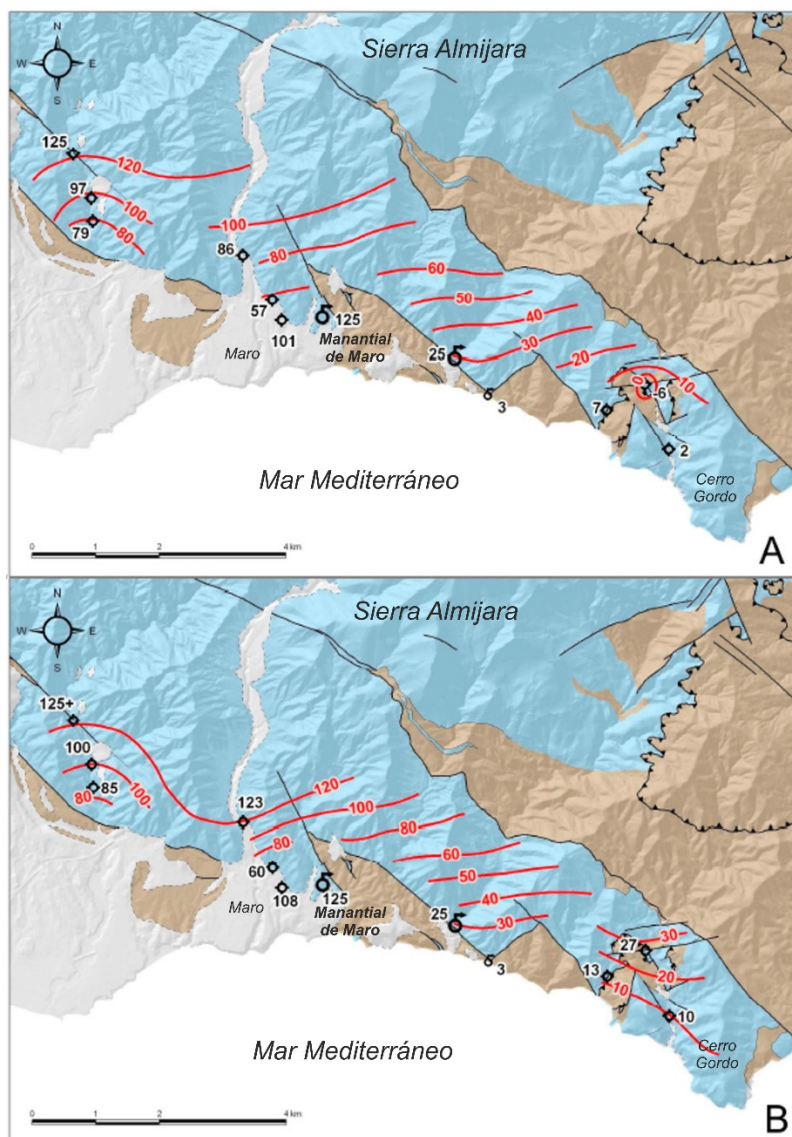 Sierra Almijara
N
W E
S
125
120
97
100
79
80
100
86
80
60
50
57
40
125
101
Manantial
de Maro
Maro
25
30
20
10
0
-6
7
3
2
Mar Mediterráneo
Cerro
Gordo
0 1 2 4 km
A
Sierra Almijara
N
W E
S
125+
100
85
100
80
123
120
100
80
80
60
60
50
108
125
40
Maro
Manantial
de Maro
25
30
30
27
20
13
10
10
3
Mar Mediterráneo
Cerro
Gordo
0 1 2 4 km
B